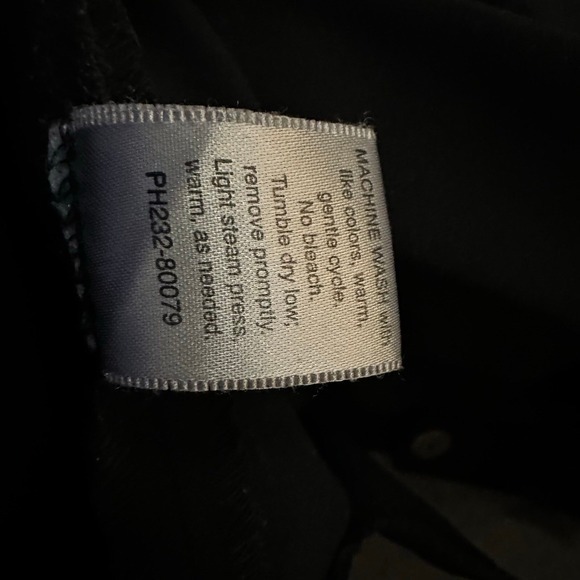 MACHINE WASH with
like colors, warm,
gentle cycle.
No bleach.
Tumble dry low;
remove promptly.
Light steam press,
warm, as needed.
PH232-80079